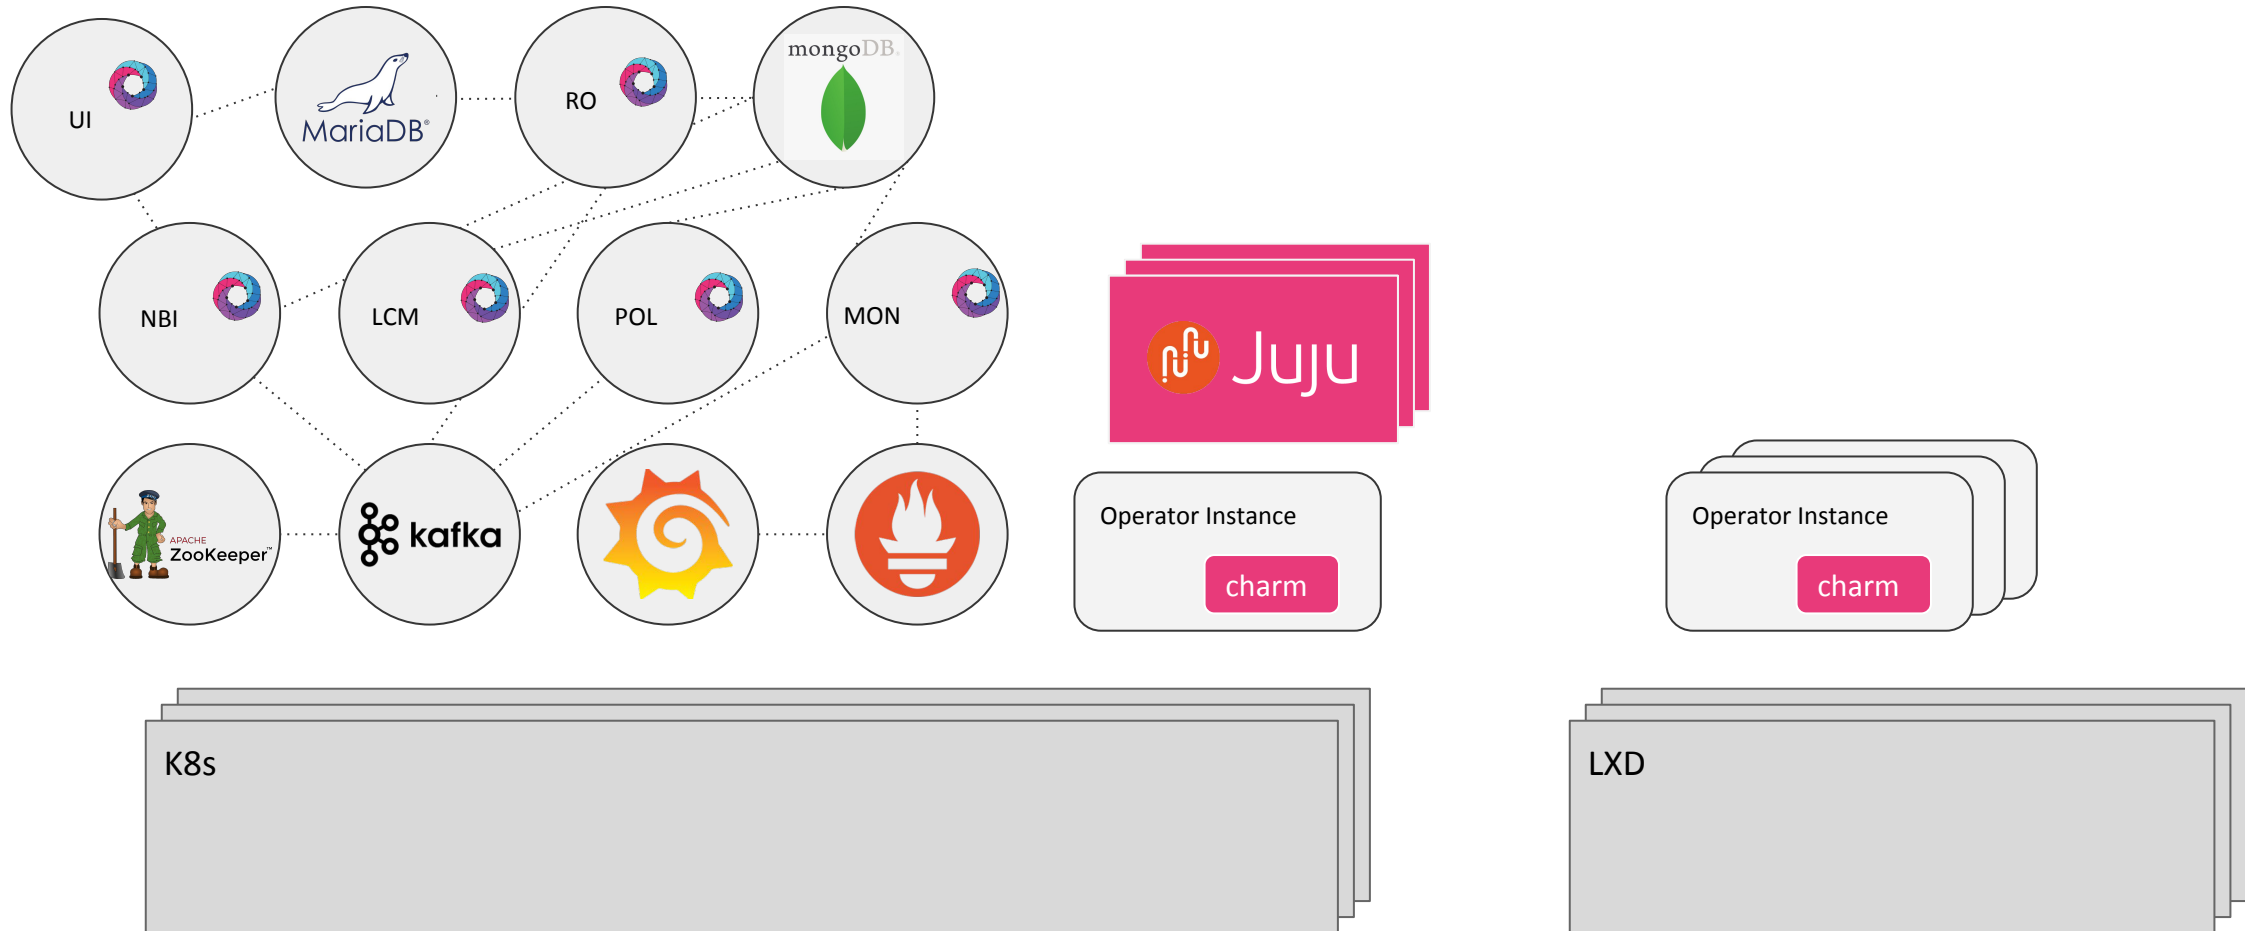 UI
MariaDB®
RO
mongoDB.
NBI
LCM
POL
MON
Juju
APACHE
ZooKeeper™
kafka
Operator Instance
charm
Operator Instance
charm
K8s
LXD